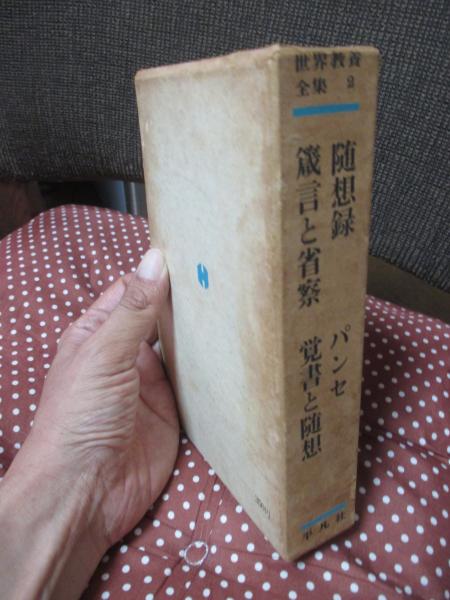 世界教養
全集 2
随想録 パンセ
箴言と省察 覚書と随想
平凡社